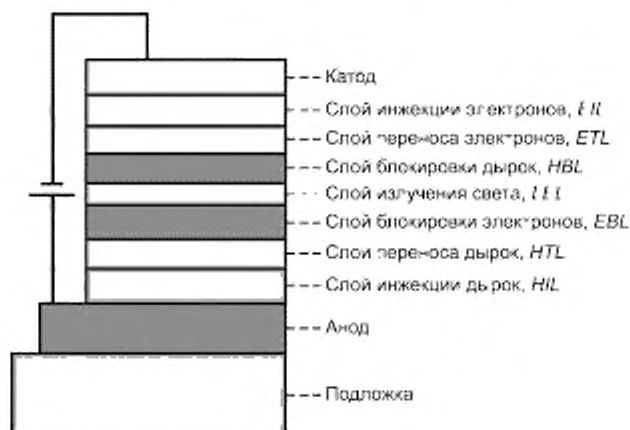 Катод
Слой инжекции электронов,
Слой переноса электронов, ETL
Слой блокировки дырок, HBL
Слой излучения света,
Слой блокировки электронов, EBL
Слой переноса дырок, HTL
Слой инжекции дырок, HIL
Анод
Подложка